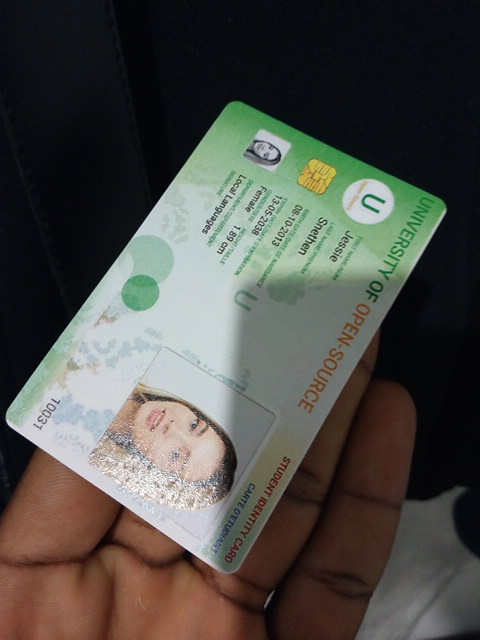 UNIVERSITY OF OPEN-SOURCE
STUDENT IDENTITY CARD
CARTE D'ETUDIANT
U
Jessie
Snethen
08-10-2013
13-05-2038
Female
1.89 cm
Local Languages
10031